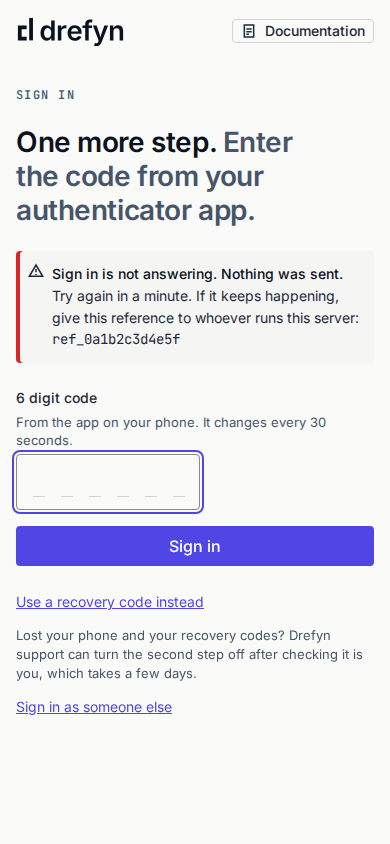 drefyn
Documentation
SIGN IN
One more step. Enter
the code from your
authenticator app.
Sign in is not answering. Nothing was sent.
Try again in a minute. If it keeps happening,
give this reference to whoever runs this server:
ref_0a1b2c3d4e5f
6 digit code
From the app on your phone. It changes every 30
seconds.
Sign in
Use a recovery code instead
Lost your phone and your recovery codes? Drefyn
support can turn the second step off after checking it is
you, which takes a few days.
Sign in as someone else